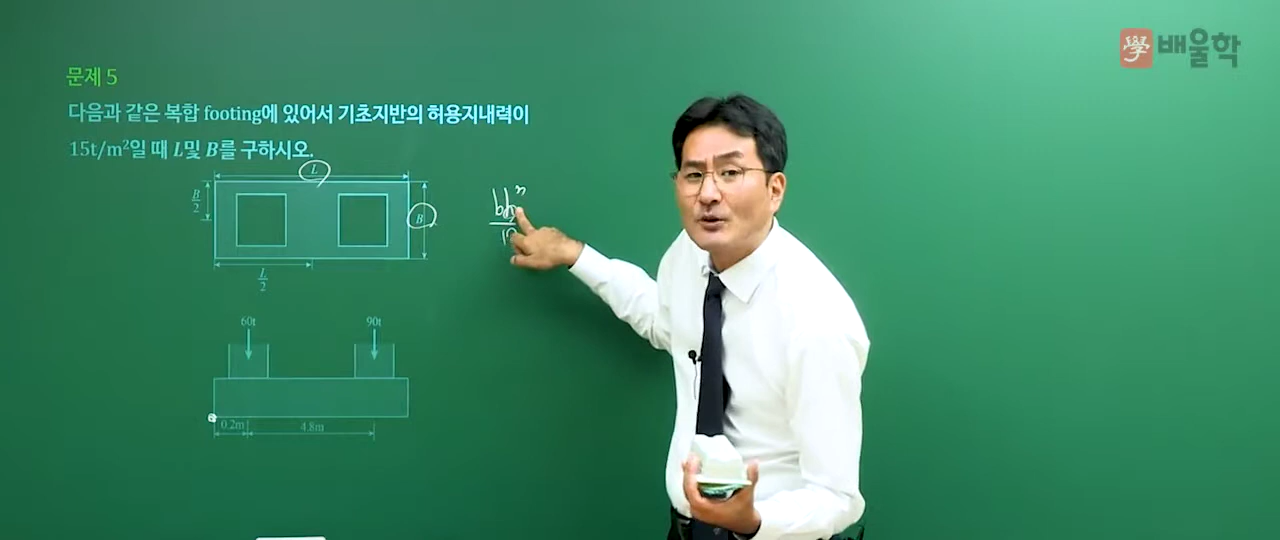 學 배울학
문제 5
다음과 같은 복합 footing에 있어서 기초지반의 허용지내력이
15t/m²일 때 L및 B를 구하시오.
L
B/2
B
L/2
60t 90t
0.2m 4.8m